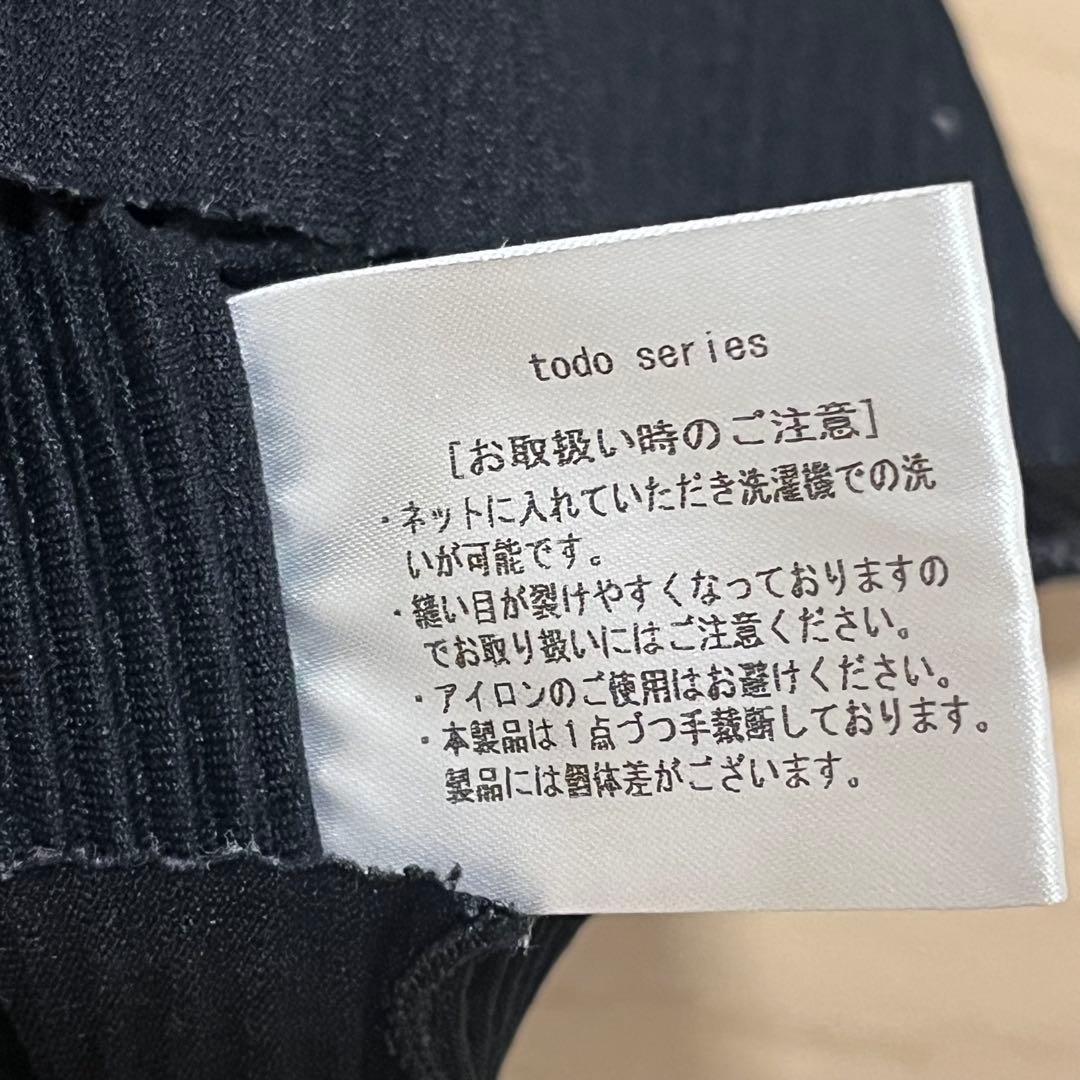 todo series
[お取扱い時のご注意]
・ネットに入れていただき洗濯機での洗
いが可能です。
・縫い目が裂けやすくなっておりますの
でお取り扱いにはご注意ください。
・アイロンのご使用はお避けください。
・本製品は1点づつ手裁断しております。
製品には個体差がございます。